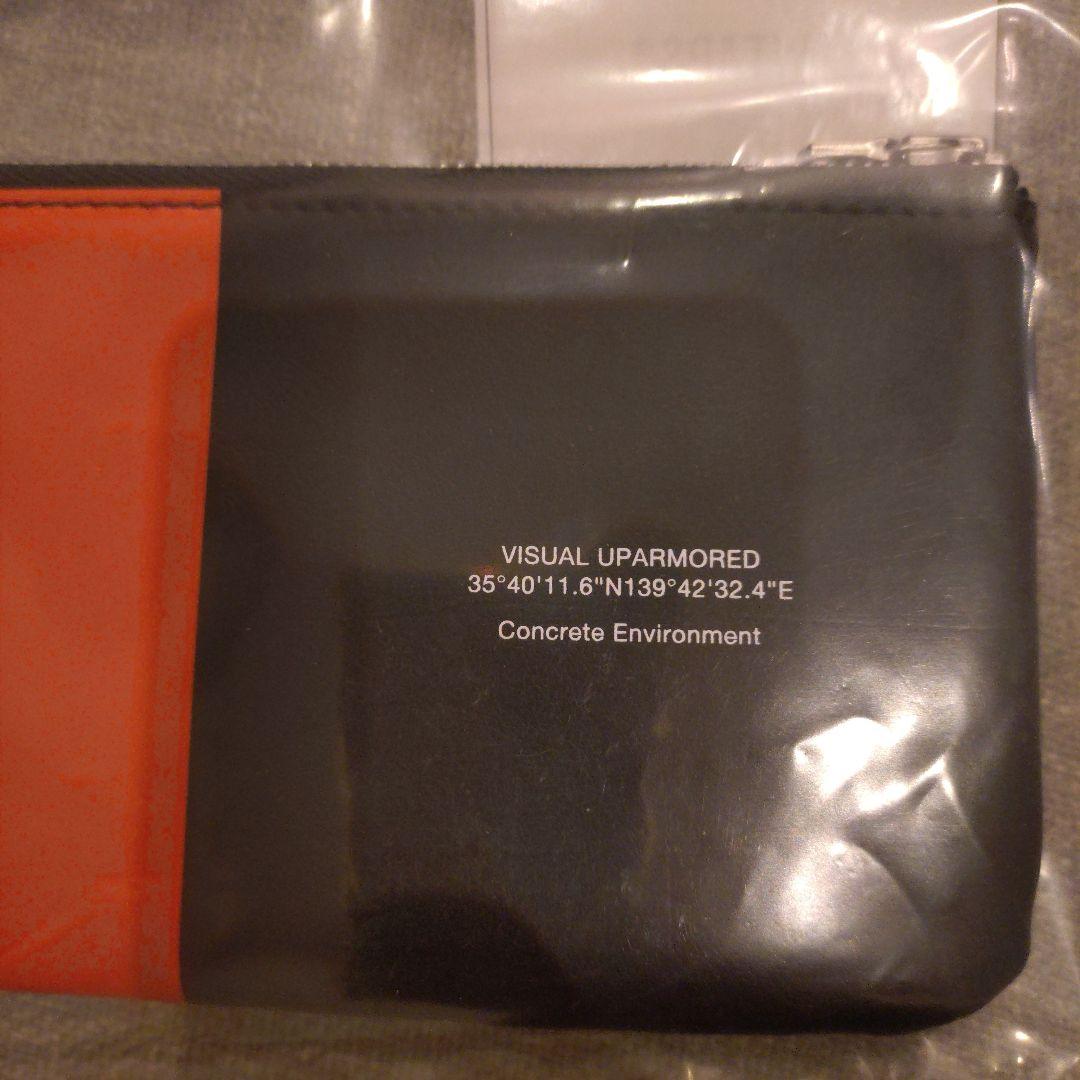 VISUAL UPARMORED
35°40'11.6"N139°42'32.4"E
Concrete Environment